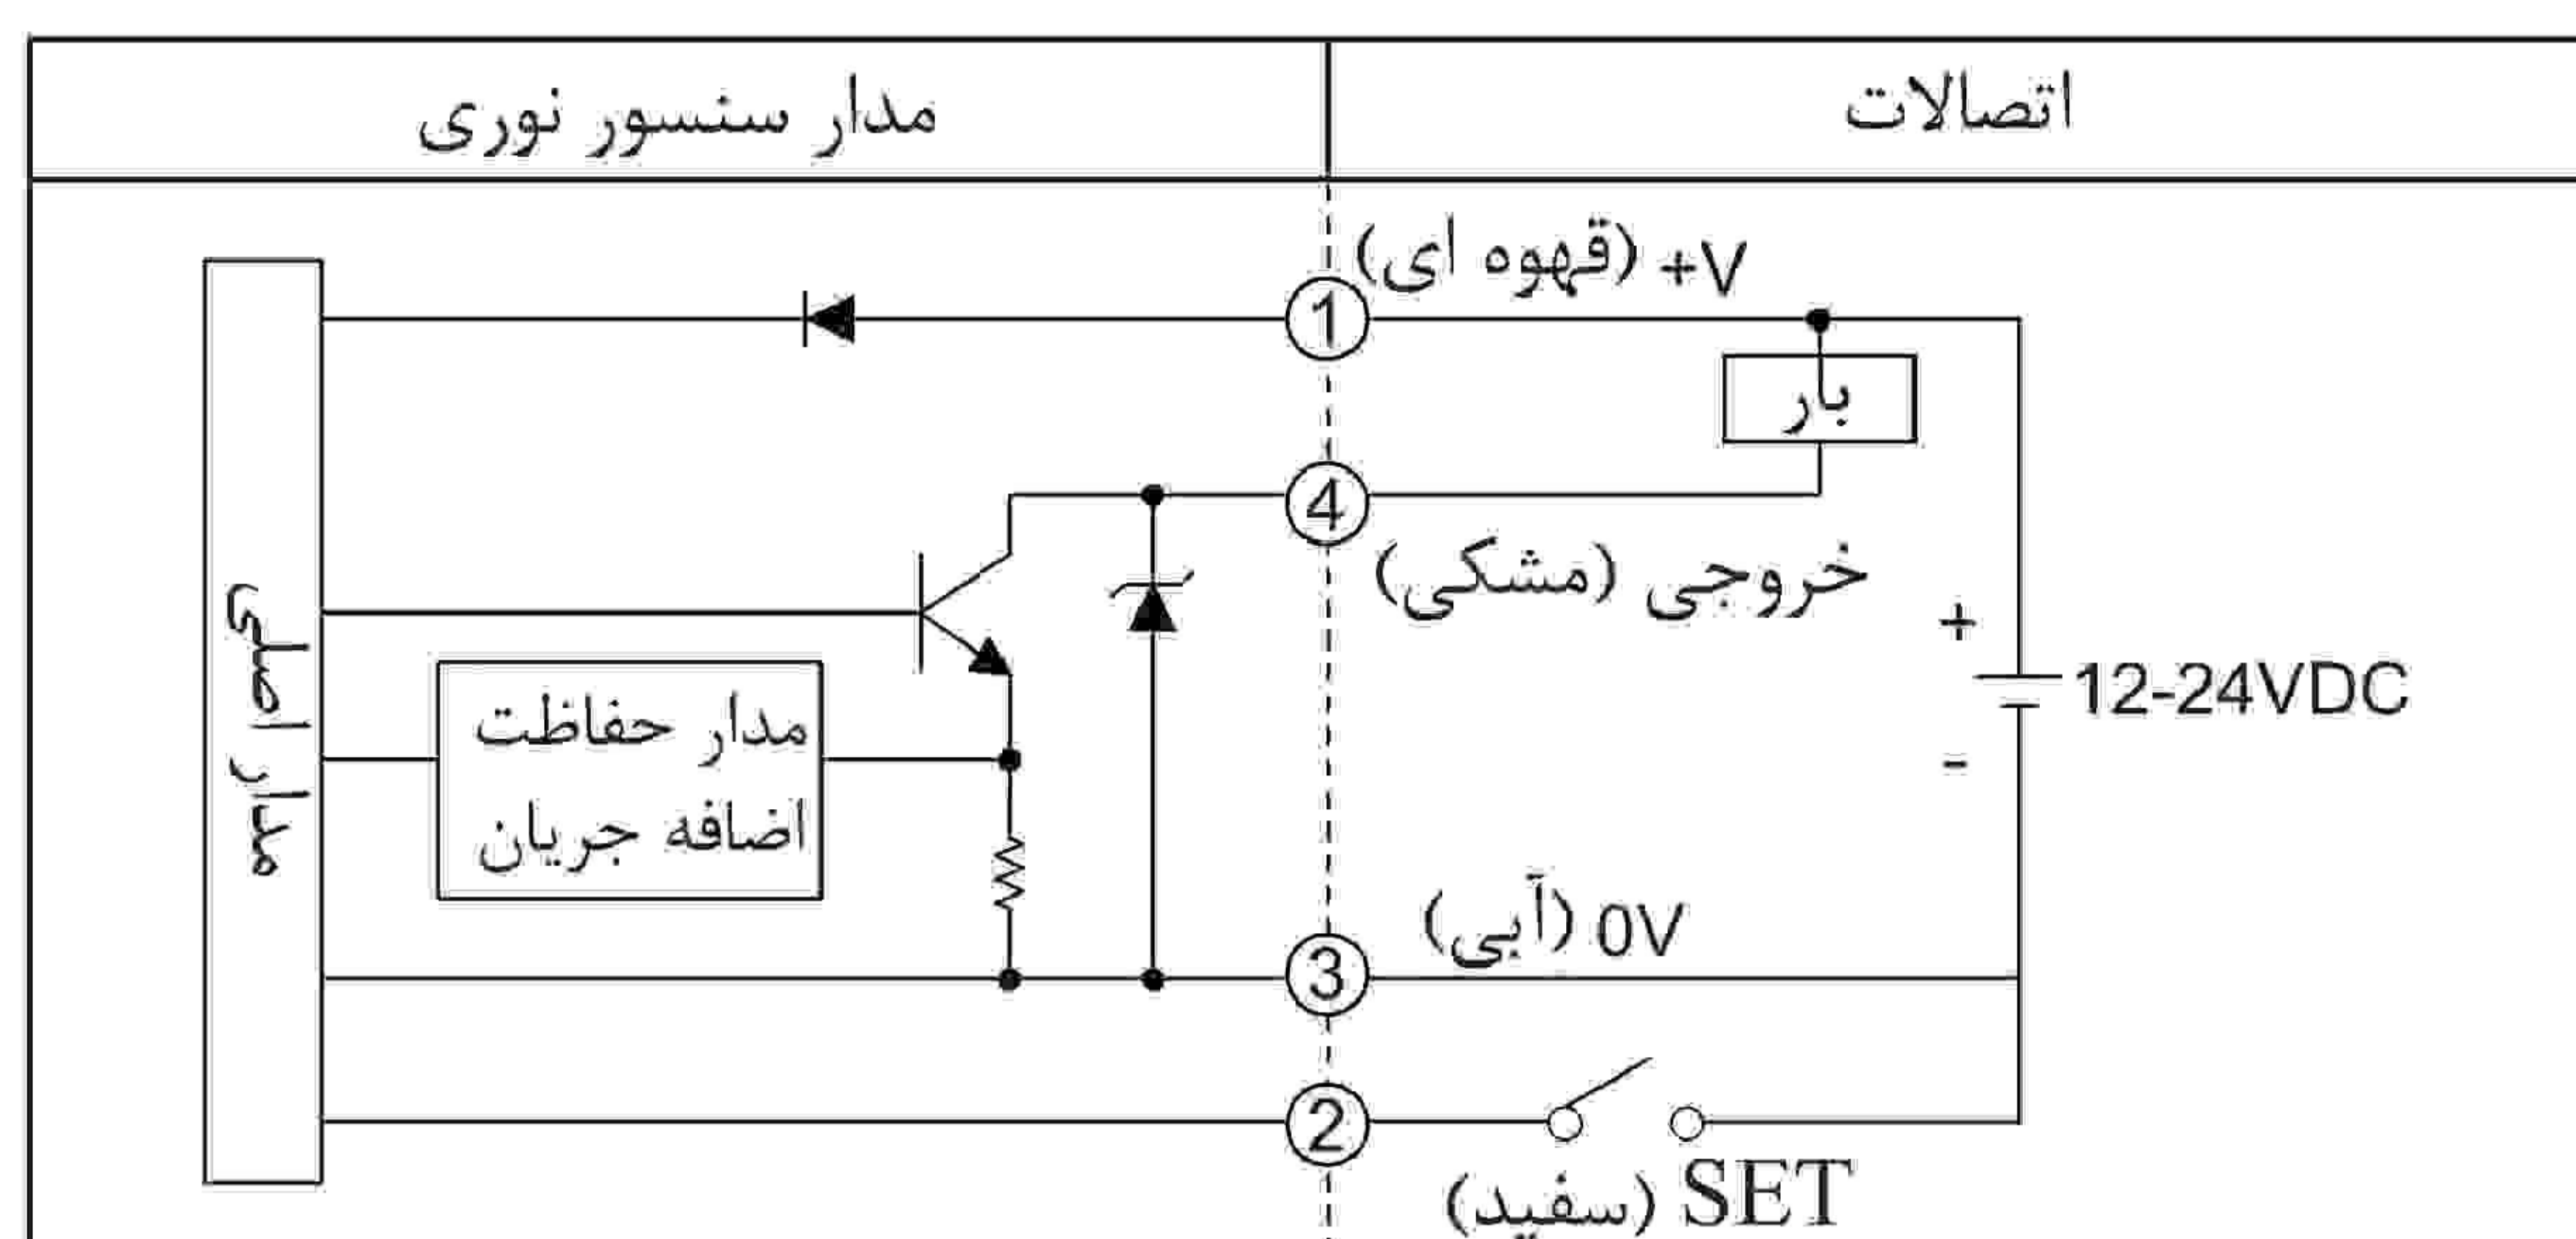 مدار سنسور نوری
اتصالات
+V (قهوه ای)
1
بار
4
خروجی (مشکی)
مدار اصلی
مدار حفاظت
اضافه جریان
+
12-24VDC
-
0V (آبی)
3
2
SET (سفید)